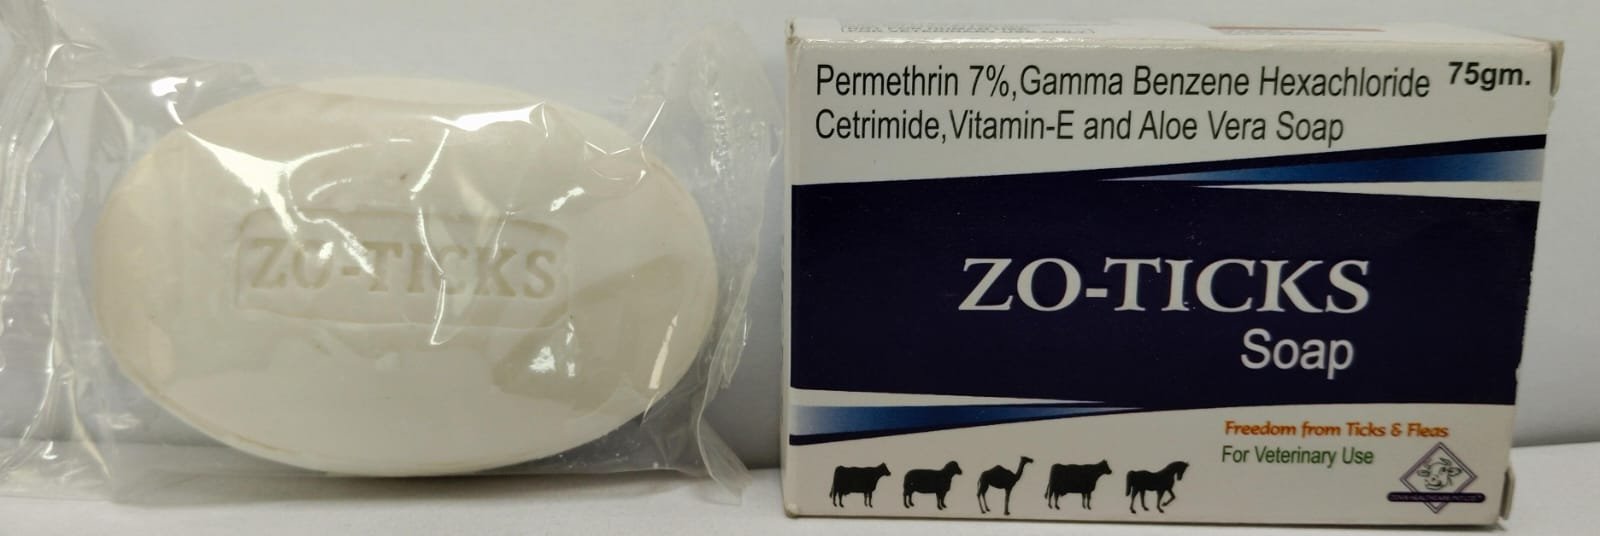 ZO-TICKS
Permethrin 7%,Gamma Benzene Hexachloride 75gm.
Cetrimide,Vitamin-E and Aloe Vera Soap
ZO-TICKS
Soap
Freedom from Ticks & Fleas
For Veterinary Use